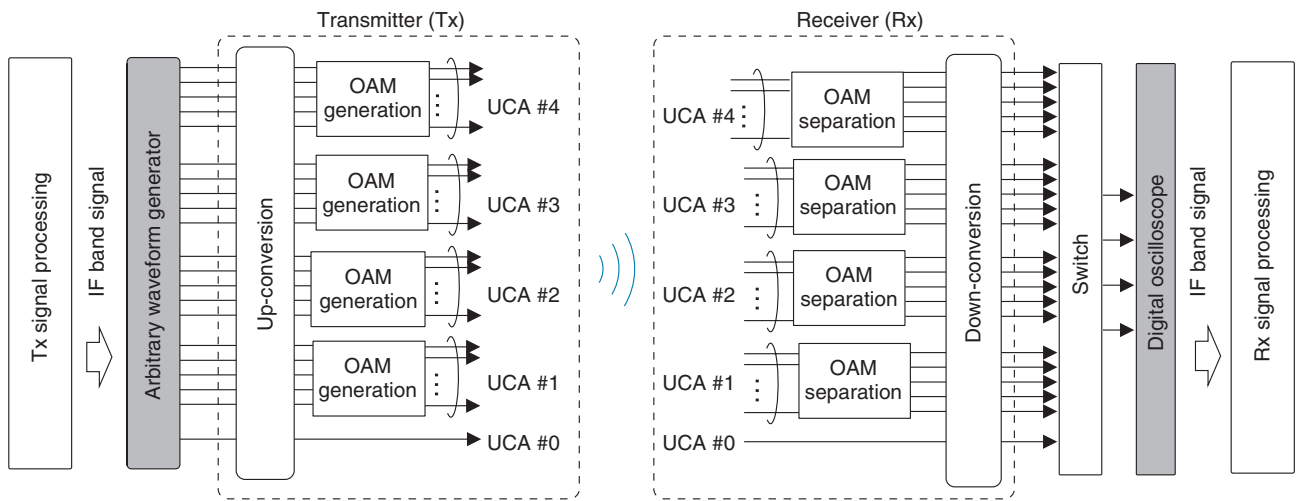 Transmitter (Tx)
Receiver (Rx)
Tx signal processing
IF band signal
Arbitrary waveform generator
Up-conversion
OAM
generation
UCA #4
OAM
generation
UCA #3
OAM
generation
UCA #2
OAM
generation
UCA #1
UCA #0
UCA #4
OAM
separation
UCA #3
OAM
separation
UCA #2
OAM
separation
UCA #1
OAM
separation
UCA #0
Down-conversion
Switch
Digital oscilloscope
IF band signal
Rx signal processing